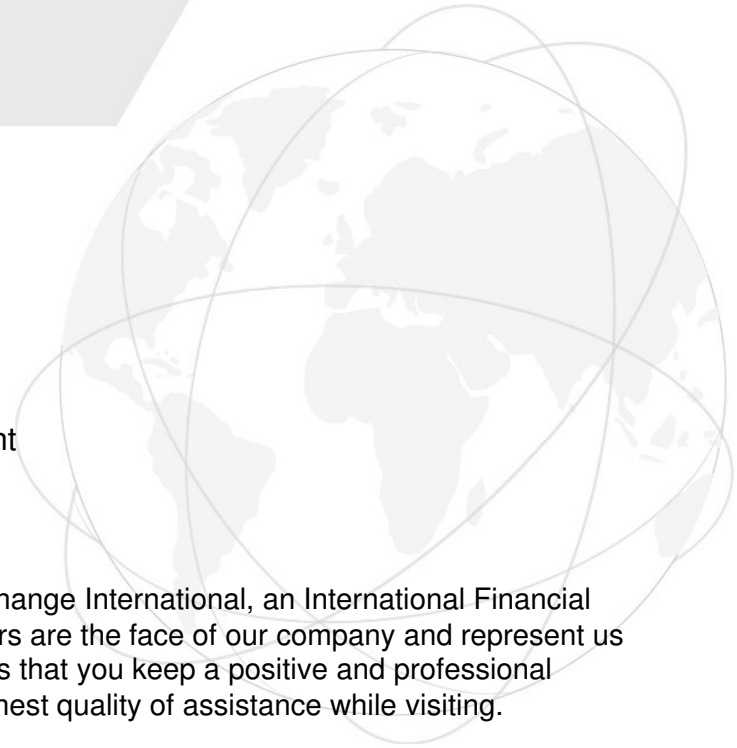 nt
hange International, an International Financial
rs are the face of our company and represent us
s that you keep a positive and professional
hest quality of assistance while visiting.